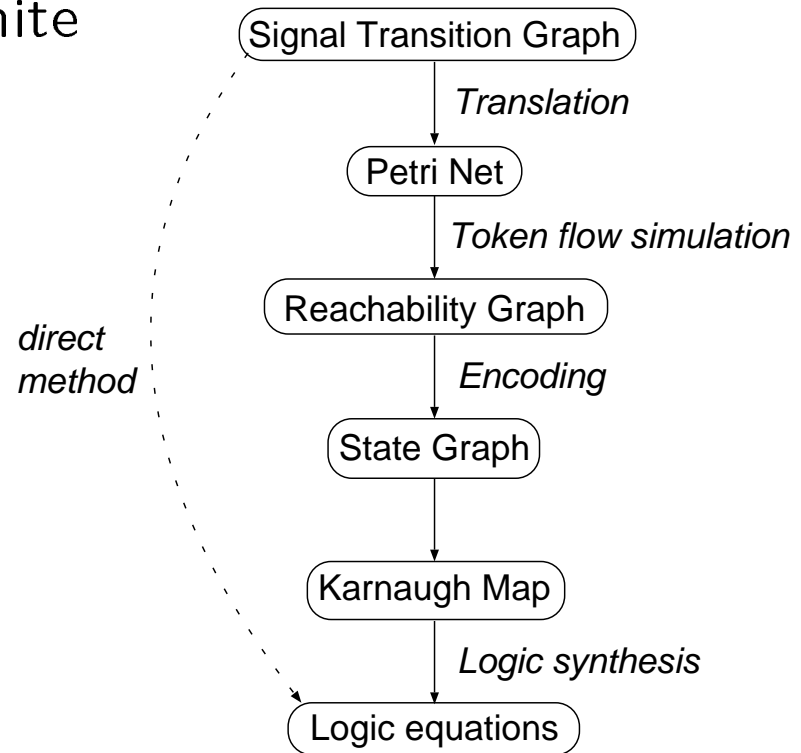 Signal Transition Graph
Translation
Petri Net
Token flow simulation
Reachability Graph
direct
method
Encoding
State Graph
Karnaugh Map
Logic synthesis
Logic equations